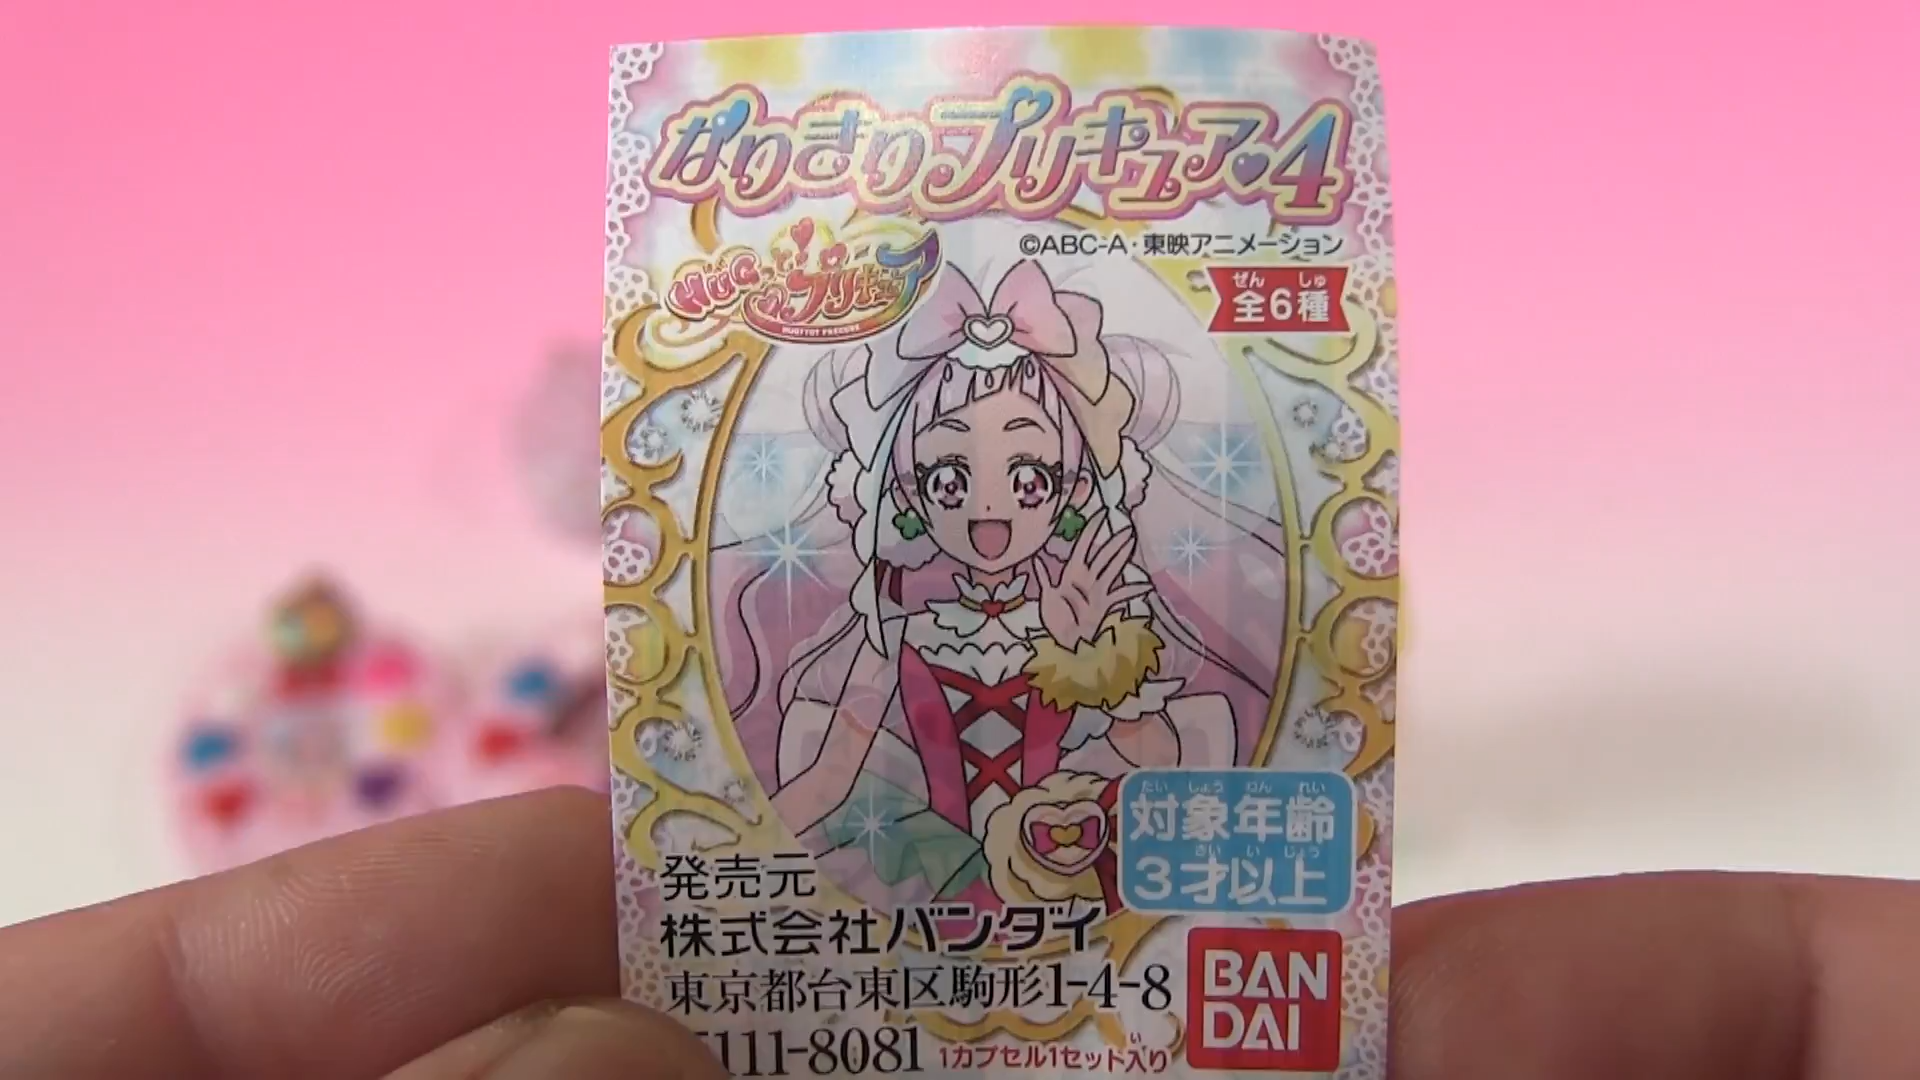 なりきりプリキュア♥4
HUGっと!プリキュア
HUGTTO! PRECURE
©ABC-A・東映アニメーション
ぜん しゅ
全6種
たい しょう ねん れい
対象年齢
さい い じょう
3才以上
発売元
株式会社バンダイ
東京都台東区駒形1-4-8
111-8081
い
1カプセル1セット入り
BAN
DAI